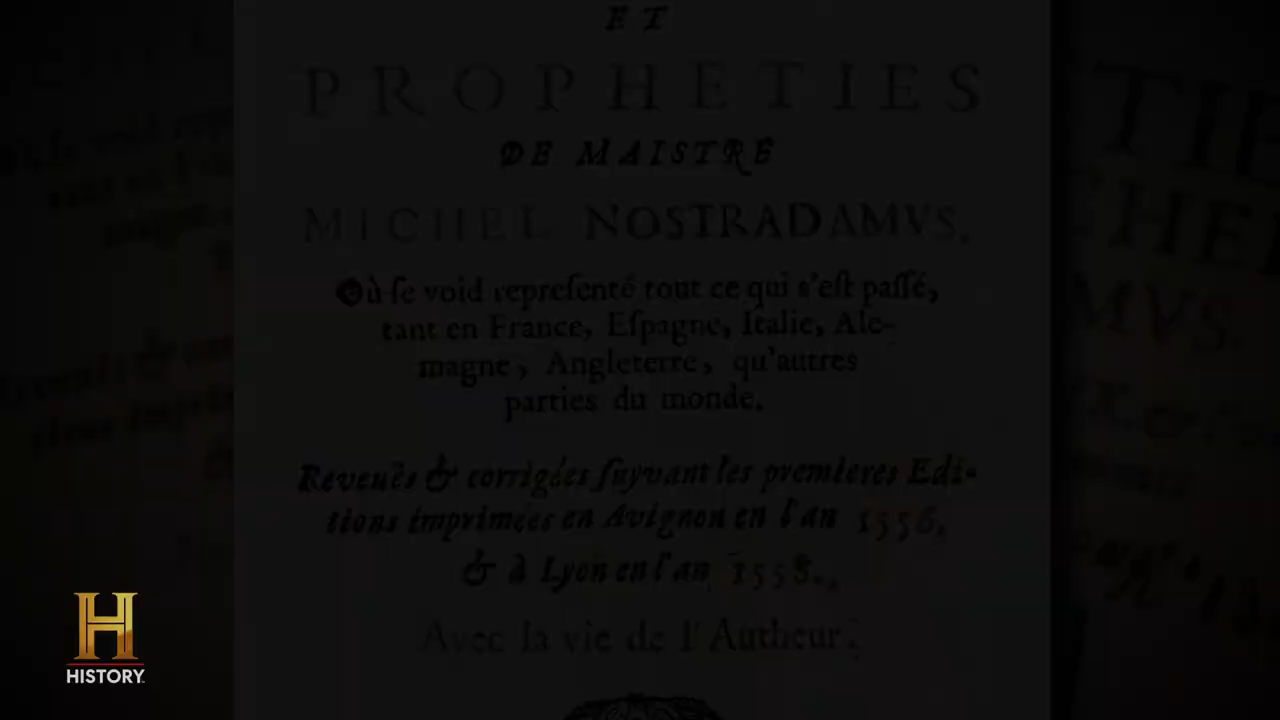 ET
PROPHETIES
DE MAISTRE
MICHEL NOSTRADAMVS.
Où ſe void repreſenté tout ce qui s'eſt paſſé,
tant en France, Eſpagne, Italie, Ale-
magne, Angleterre, qu'autres
parties du monde.
Reveuës & corrigées ſuyvant les premieres Edi-
tions imprimées en Avignon en l'an 1556.
& à Lyon en l'an 1558.
Avec la vie de l'Autheur.
HISTORY